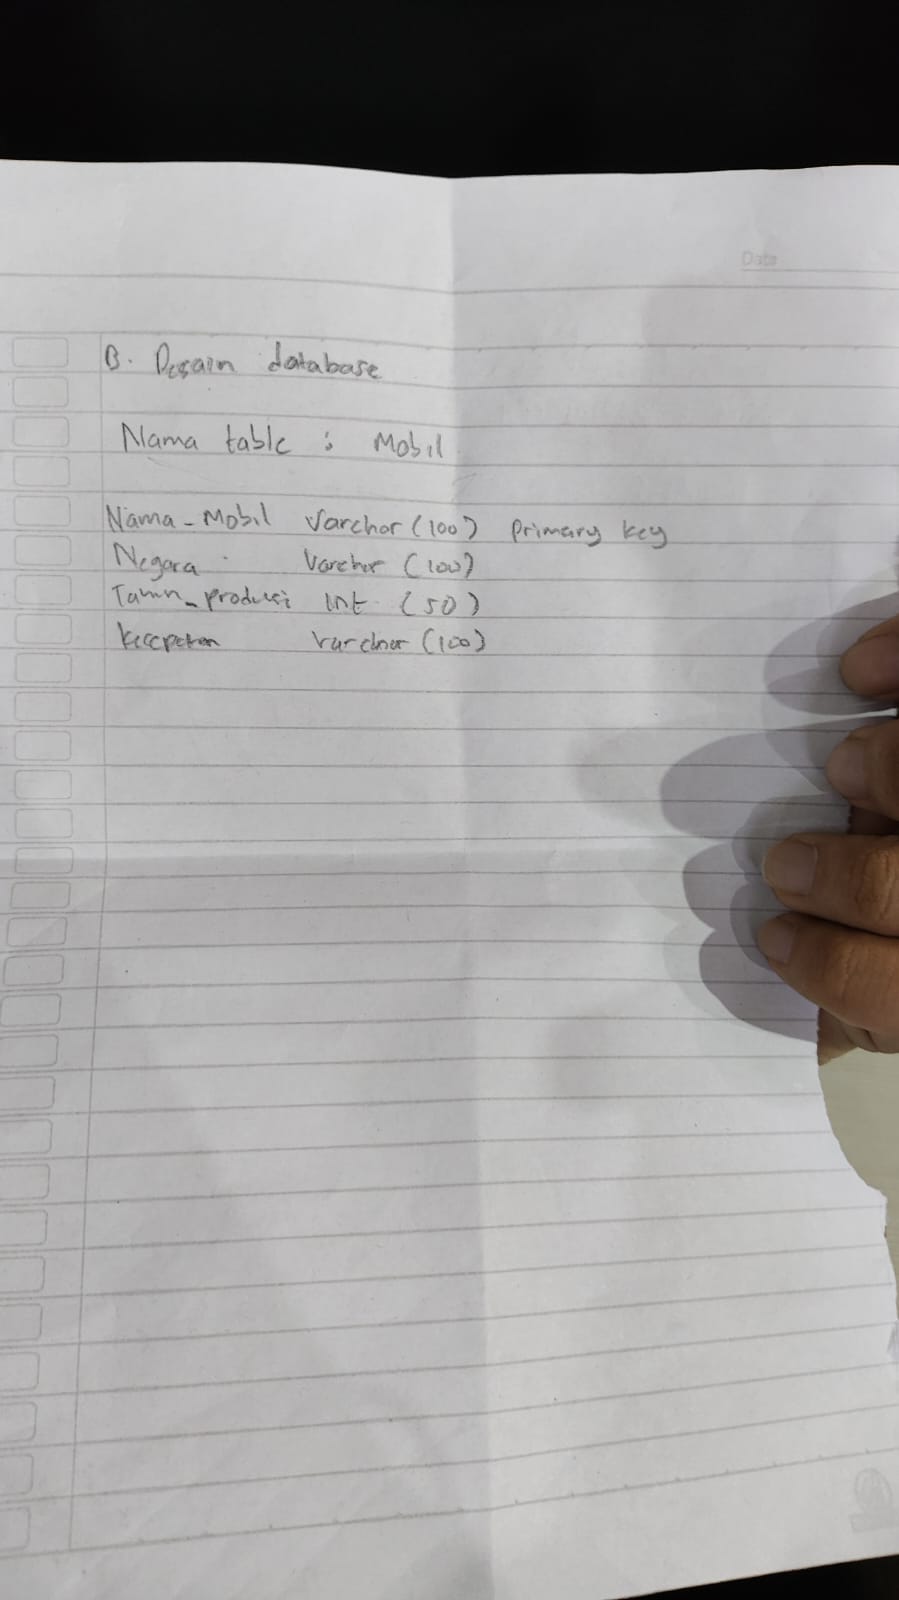 Date
B. Desain database
Nama table : Mobil
Nama_Mobil Varchar (100) Primary key
Negara Varchar (100)
Tahun_produksi int (50)
kecepatan varchar (100)